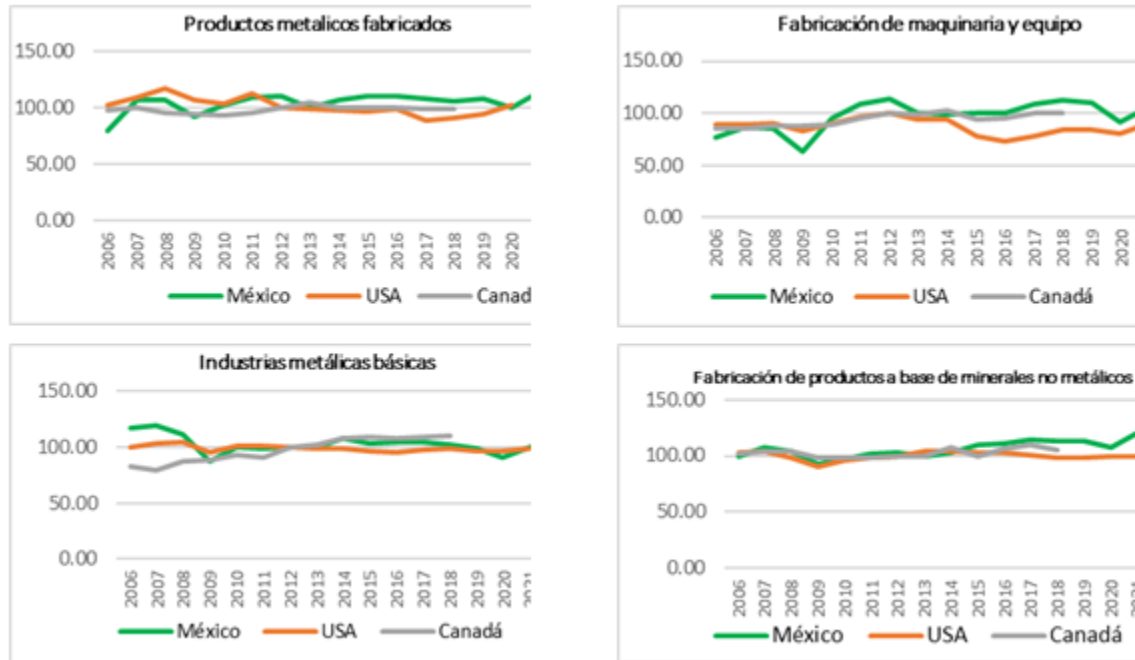 Productos metalicos fabricados
150.00
100.00
50.00
0.00
2006 2007 2008 2009 2010 2011 2012 2013 2014 2015 2016 2017 2018 2019 2020
México USA Canad
Fabricación de maquinaria y equipo
150.00
100.00
50.00
0.00
2006 2007 2008 2009 2010 2011 2012 2013 2014 2015 2016 2017 2018 2019 2020
México USA Canadá
Industrias metálicas básicas
150.00
100.00
50.00
0.00
2006 2007 2008 2009 2010 2011 2012 2013 2014 2015 2016 2017 2018 2019 2020 2021
México USA Canadá
Fabricación de productos a base de minerales no metálicos
150.00
100.00
50.00
0.00
2006 2007 2008 2009 2010 2011 2012 2013 2014 2015 2016 2017 2018 2019 2020
México USA Canadá